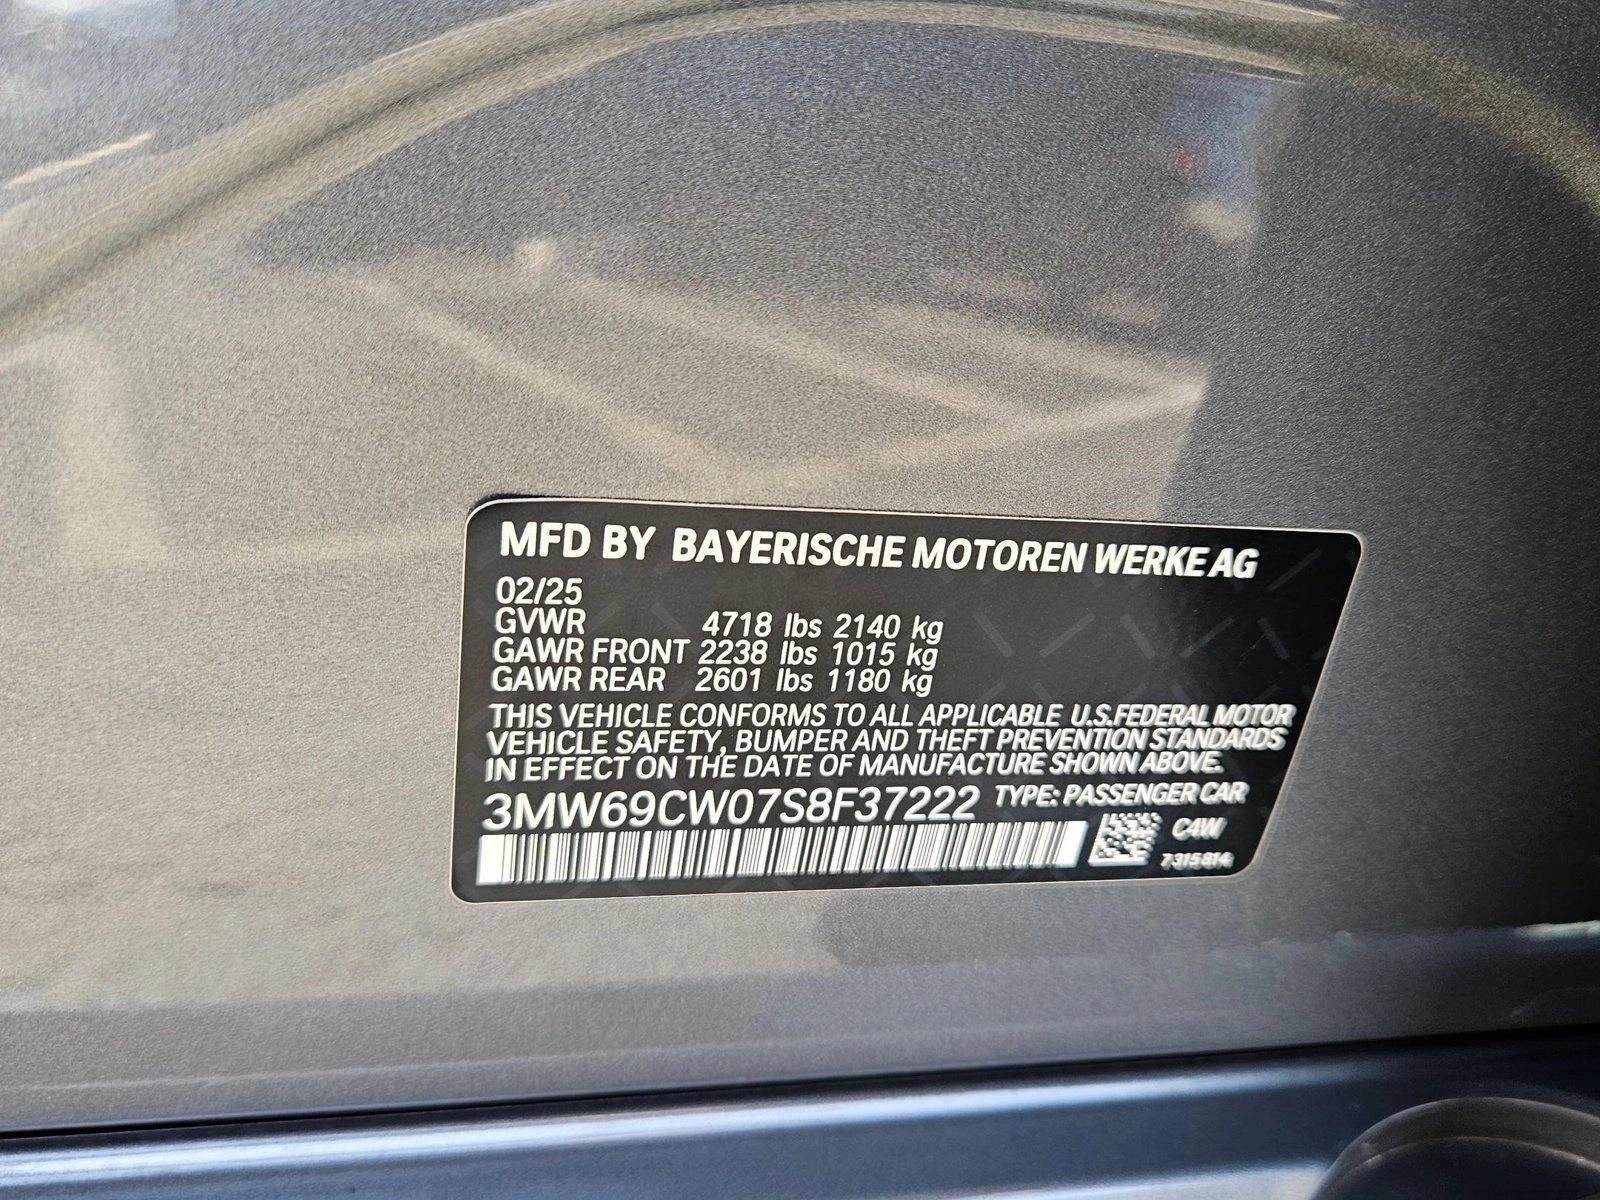 MFD BY BAYERISCHE MOTOREN WERKE AG
02/25
GVWR 4718 lbs 2140 kg
GAWR FRONT 2238 lbs 1015 kg
GAWR REAR 2601 lbs 1180 kg
THIS VEHICLE CONFORMS TO ALL APPLICABLE U.S.FEDERAL MOTOR
VEHICLE SAFETY, BUMPER AND THEFT PREVENTION STANDARDS
IN EFFECT ON THE DATE OF MANUFACTURE SHOWN ABOVE.
3MW69CW07S8F37222 TYPE: PASSENGER CAR
C4W
7315814